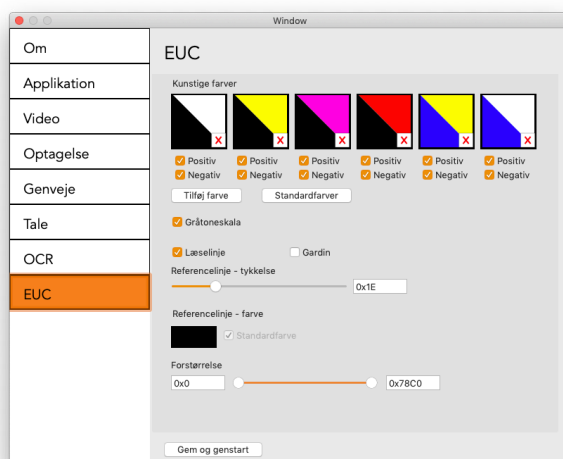 Window
Om
Applikation
Video
Optagelse
Genveje
Tale
OCR
EUC
EUC
Kunstige farver
X X X X X X
Positiv Positiv Positiv Positiv Positiv Positiv
Negativ Negativ Negativ Negativ Negativ Negativ
Tilføj farve Standardfarver
Gråtoneskala
Læselinje Gardin
Referencelinje - tykkelse
0x1E
Referencelinje - farve
Standardfarve
Forstørrelse
0x0 0x78C0
Gem og genstart